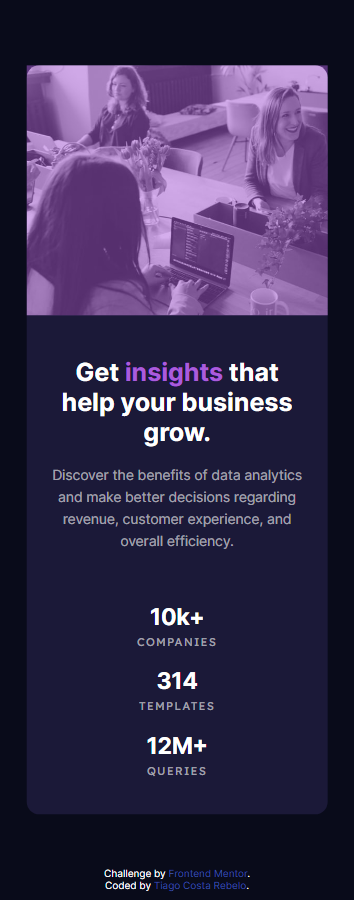 Get insights that
help your business
grow.
Discover the benefits of data analytics
and make better decisions regarding
revenue, customer experience, and
overall efficiency.
10k+
COMPANIES
314
TEMPLATES
12M+
QUERIES
Challenge by Frontend Mentor.
Coded by Tiago Costa Rebelo.